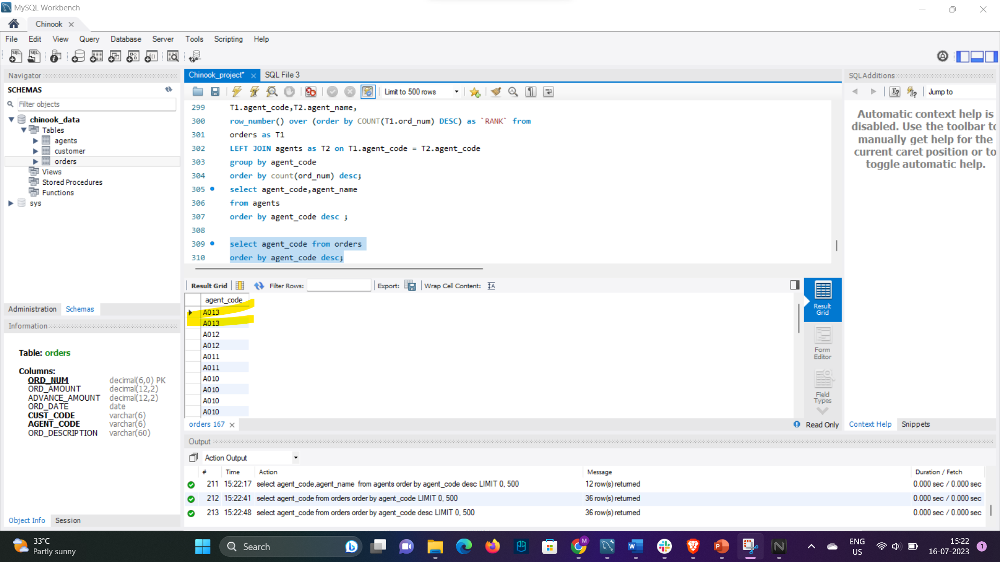 MySQL Workbench
Chinook
File Edit View Query Database Server Tools Scripting Help
Navigator
SCHEMAS
Filter objects
chinook_data
Tables
agents
customer
orders
Views
Stored Procedures
Functions
sys
Administration Schemas
Information
Table: orders
Columns:
ORD_NUM decimal(6,0) PK
ORD_AMOUNT decimal(12,2)
ADVANCE_AMOUNT decimal(12,2)
ORD_DATE date
CUST_CODE varchar(6)
AGENT_CODE varchar(6)
ORD_DESCRIPTION varchar(60)
Object Info Session
Chinook_project* SQL File 3
Limit to 500 rows
299 T1.agent_code,T2.agent_name,
300 row_number() over (order by COUNT(T1.ord_num) DESC) as `RANK` from
301 orders as T1
302 LEFT JOIN agents as T2 on T1.agent_code = T2.agent_code
303 group by agent_code
304 order by count(ord_num) desc;
305 select agent_code,agent_name
306 from agents
307 order by agent_code desc ;
308
309 select agent_code from orders
310 order by agent_code desc;
Result Grid Filter Rows: Export: Wrap Cell Content:
agent_code
A013
A013
A012
A012
A011
A011
A010
A010
A010
A010
Result
Grid
Form
Editor
Field
Types
orders 167
Read Only
Output
Action Output
# Time Action Message Duration / Fetch
211 15:22:17 select agent_code,agent_name from agents order by agent_code desc LIMIT 0, 500 12 row(s) returned 0.000 sec / 0.000 sec
212 15:22:41 select agent_code from orders order by agent_code LIMIT 0, 500 36 row(s) returned 0.000 sec / 0.000 sec
213 15:22:48 select agent_code from orders order by agent_code desc LIMIT 0, 500 36 row(s) returned 0.000 sec / 0.000 sec
SQLAdditions
Jump to
Automatic context help is
disabled. Use the toolbar to
manually get help for the
current caret position or to
toggle automatic help.
Context Help Snippets
33°C
Partly sunny
Search
ENG
US
15:22
16-07-2023
1